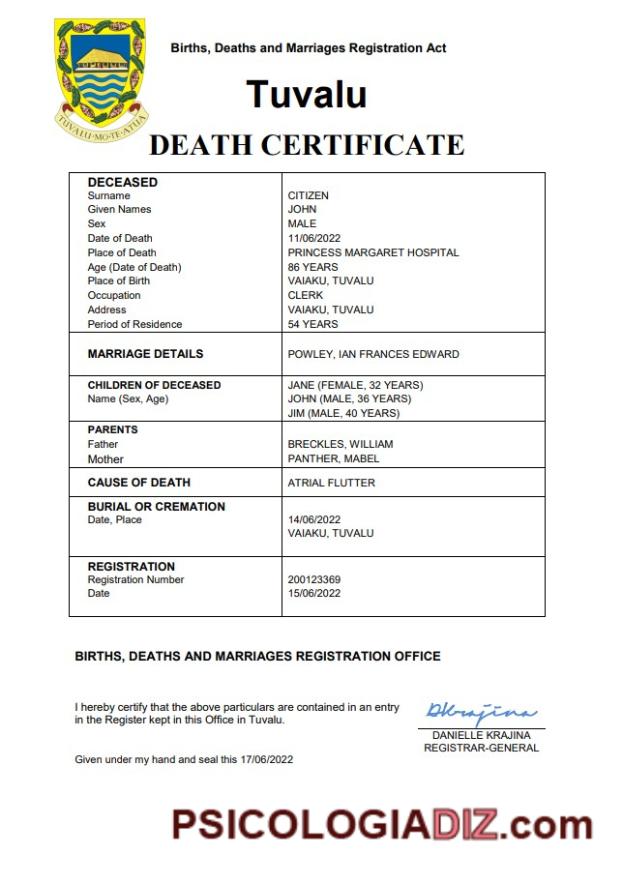 Births, Deaths and Marriages Registration Act
Tuvalu
TUVALU·MO·TE·ATUA
DEATH CERTIFICATE
DECEASED
Surname CITIZEN
Given Names JOHN
Sex MALE
Date of Death 11/06/2022
Place of Death PRINCESS MARGARET HOSPITAL
Age (Date of Death) 86 YEARS
Place of Birth VAIAKU, TUVALU
Occupation CLERK
Address VAIAKU, TUVALU
Period of Residence 54 YEARS
MARRIAGE DETAILS POWLEY, IAN FRANCES EDWARD
CHILDREN OF DECEASED JANE (FEMALE, 32 YEARS)
Name (Sex, Age) JOHN (MALE, 36 YEARS)
JIM (MALE, 40 YEARS)
PARENTS
Father BRECKLES, WILLIAM
Mother PANTHER, MABEL
CAUSE OF DEATH ATRIAL FLUTTER
BURIAL OR CREMATION
Date, Place 14/06/2022
VAIAKU, TUVALU
REGISTRATION
Registration Number 200123369
Date 15/06/2022
BIRTHS, DEATHS AND MARRIAGES REGISTRATION OFFICE
I hereby certify that the above particulars are contained in an entry
in the Register kept in this Office in Tuvalu.
DKrajina
DANIELLE KRAJINA
REGISTRAR-GENERAL
Given under my hand and seal this 17/06/2022
PSICOLOGIADIZ.com